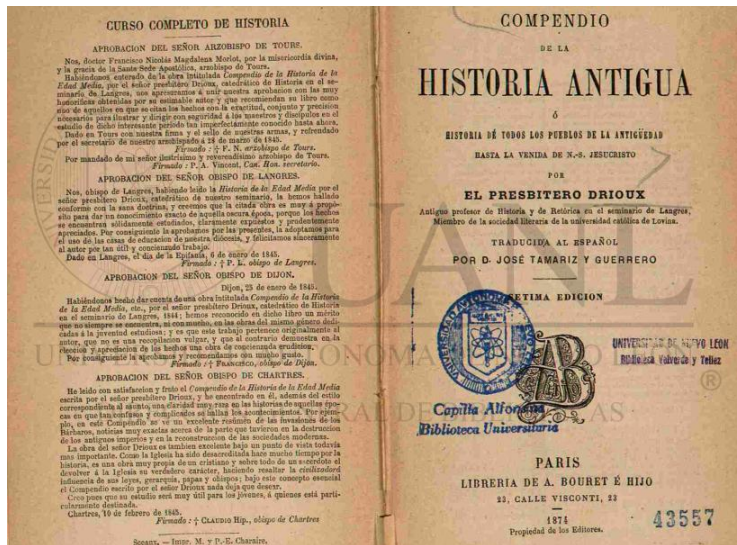 CURSO COMPLETO DE HISTORIA
APROBACION DEL SEÑOR ARZOBISPO DE TOURS.
Nos, doctor Francisco Nicolás Magdalena Morlot, por la misericordia divina,
y la gracia de la Santa Sede Apostólica, arzobispo de Tours.
Habiéndonos enterado de la obra intitulada Compendio de la Historia de la
Edad Media, por el señor presbítero Drioux, catedrático de Historia en el se-
minario de Langres, nos apresuramos á unir nuestra aprobacion con las muy
honoríficas obtenidas por su estimable autor y que recomiendan su libro como
uno de aquellos en que se citan los hechos con la exactitud, conjunto y precision
necesarios para ilustrar y dirigir con seguridad á los maestros y discípulos en el
estudio de dicho interesante período tan imperfectamente conocido hasta ahora.
Dado en Tours con nuestra firma y el sello de nuestras armas, y refrendado
por el secretario de nuestro arzobispado á 28 de marzo de 1845.
Firmado : † F. N. arzobispo de Tours.
Por mandado de mi señor ilustrísimo y reverendísimo arzobispo de Tours.
Firmado : P. A. Vincent, Can. Hon. secretario.
APROBACION DEL SEÑOR OBISPO DE LANGRES.
Nos, obispo de Langres, habiendo leido la Historia de la Edad Media por el
señor presbítero Drioux, catedrático de nuestro seminario, la hemos hallado
conforme con la sana doctrina, y creemos que la citada obra es muy á propó-
sito para dar un conocimiento exacto de aquella oscura época, porque los hechos
se encuentran sólidamente estudiados, claramente expuestos y prudentemente
apreciados. Por consiguiente la aprobamos por las presentes, la adoptamos para
el uso de las casas de educacion de nuestra diócesis, y felicitamos sinceramente
al autor por tan útil y concienzudo trabajo.
Dado en Langres, el dia de la Epifanía, 6 de enero de 1845.
Firmado : † P. L. obispo de Langres.
APROBACION DEL SEÑOR OBISPO DE DIJON.
Dijon, 25 de enero de 1845.
Habiéndonos hecho dar cuenta de una obra intitulada Compendio de la Historia
de la Edad Media, etc., por el señor presbítero Drioux, catedrático de Historia
en el seminario de Langres, 1844; hemos reconocido en dicho libro un mérito
que no siempre se encuentra, ni con mucho, en las obras del mismo género dedi-
cadas á la juventud estudiosa; y es que este trabajo pertenece originalmente al
autor, que no es una recopilacion vulgar, y que al contrario demuestra en la
eleccion y apreciacion de los hechos una obra de concienzuda erudicion.
Por consiguiente la aprobamos y recomendamos con mucho gusto.
Firmado : † FRANCISCO, obispo de Dijon.
APROBACION DEL SEÑOR OBISPO DE CHARTRES.
He leido con satisfaccion y fruto el Compendio de la Historia de la Edad Media
escrita por el señor presbítero Drioux, y he encontrado en él, además del estilo
correspondiente al asunto, una claridad muy rara en las historias de aquellas épo-
cas en que tan confusos y complicados se hallan los acontecimientos. Por ejem-
plo, en este Compendio se ve un excelente resúmen de las invasiones de los
Bárbaros, noticias muy exactas acerca de la parte que tuvieron en la destruccion
de los antiguos imperios y en la reconstruccion de las sociedades modernas.
La obra del señor Drioux es tambien excelente bajo un punto de vista todavía
mas importante. Como la Iglesia ha sido desacreditada hace mucho tiempo por la
historia, es una obra muy propia de un cristiano y sobre todo de un sacerdote el
devolver á la Iglesia su verdadero carácter, haciendo resaltar la civilizadora
influencia de sus leyes, gerarquía, papas y obispos; bajo este concepto esencial
el Compendio escrito por el señor Drioux nada deja que desear.
Creo pues que su estudio será muy útil para los jóvenes, á quienes está parti-
cularmente destinada.
Chartres, 10 de febrero de 1845.
Firmado : † CLAUDIO Hip., obispo de Chartres
Sceaux. — Impr. M. y P.-E. Charaire.
COMPENDIO
DE LA
HISTORIA ANTIGUA
Ó
HISTORIA DE TODOS LOS PUEBLOS DE LA ANTIGÜEDAD
HASTA LA VENIDA DE N.-S. JESUCRISTO
POR
EL PRESBITERO DRIOUX
Antiguo profesor de Historia y de Retórica en el seminario de Langres,
Miembro de la sociedad literaria de la universidad católica de Lovina.
TRADUCIDA AL ESPAÑOL
POR D. JOSÉ TAMARIZ Y GUERRERO
SETIMA EDICION
UANL
UNIVERSIDAD DE NUEVO LEON
Biblioteca Valverde y Tellez
Capilla Alfonsina
Biblioteca Universitaria
PARIS
LIBRERIA DE A. BOURET É HIJO
23, CALLE VISCONTI, 23
1874
Propiedad de los Editores.
43557